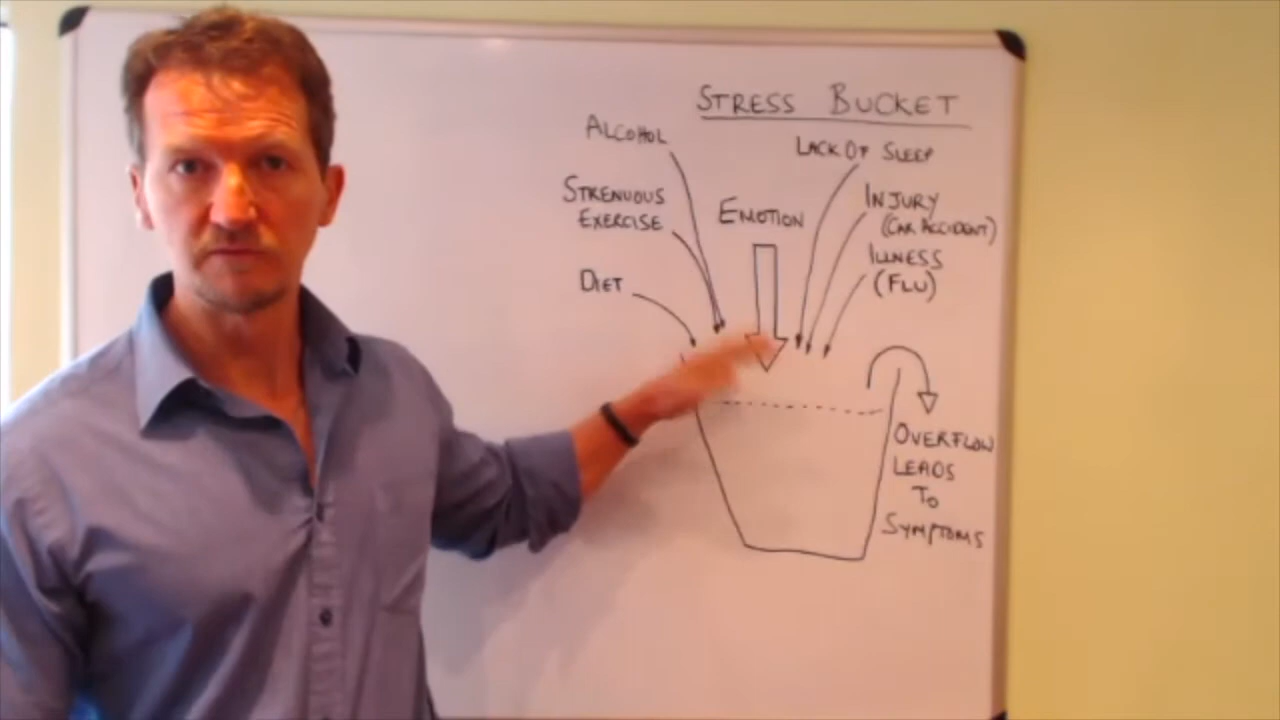 STRESS BUCKET
ALCOHOL
STRENUOUS
EXERCISE
DIET
EMOTION
LACK OF SLEEP
INJURY
(CAR ACCIDENT)
ILLNESS
(FLU)
OVERFLOW
LEADS
TO
SYMPTOMS